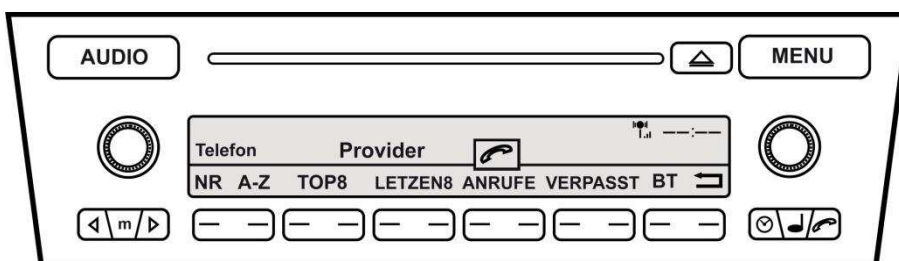 AUDIO MENU
--:--
Telefon Provider
NR A-Z TOP8 LETZEN8 ANRUFE VERPASST BT
m